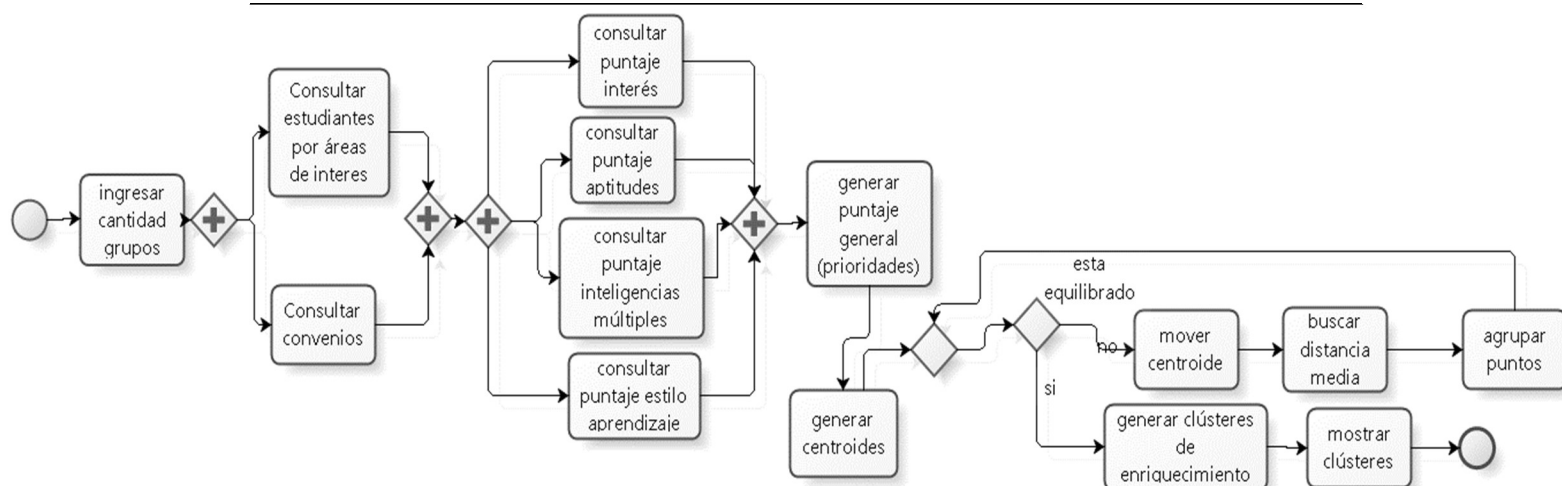 ingresar
cantidad
grupos
Consultar
estudiantes
por áreas
de interes
Consultar
convenios
consultar
puntaje
interés
consultar
puntaje
aptitudes
consultar
puntaje
inteligencias
múltiples
consultar
puntaje estilo
aprendizaje
generar
puntaje
general
(prioridades)
generar
centroides
esta
equilibrado
no
si
mover
centroide
buscar
distancia
media
agrupar
puntos
generar clústeres
de
enriquecimiento
mostrar
clústeres